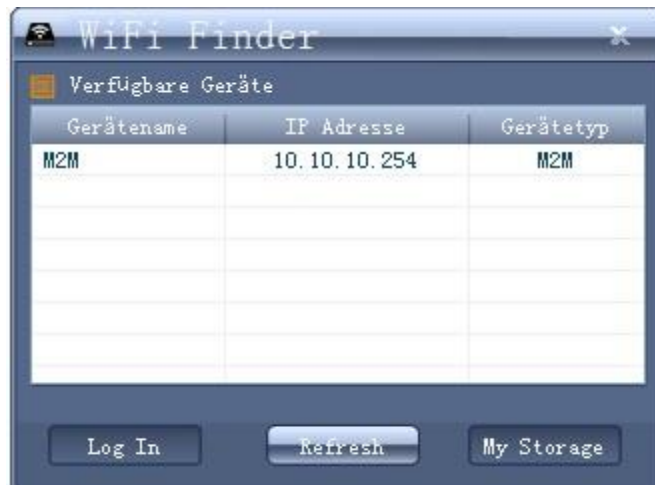 WiFi Finder
Verfügbare Geräte
Gerätename IP Adresse Gerätetyp
M2M 10.10.10.254 M2M
Log In Refresh My Storage